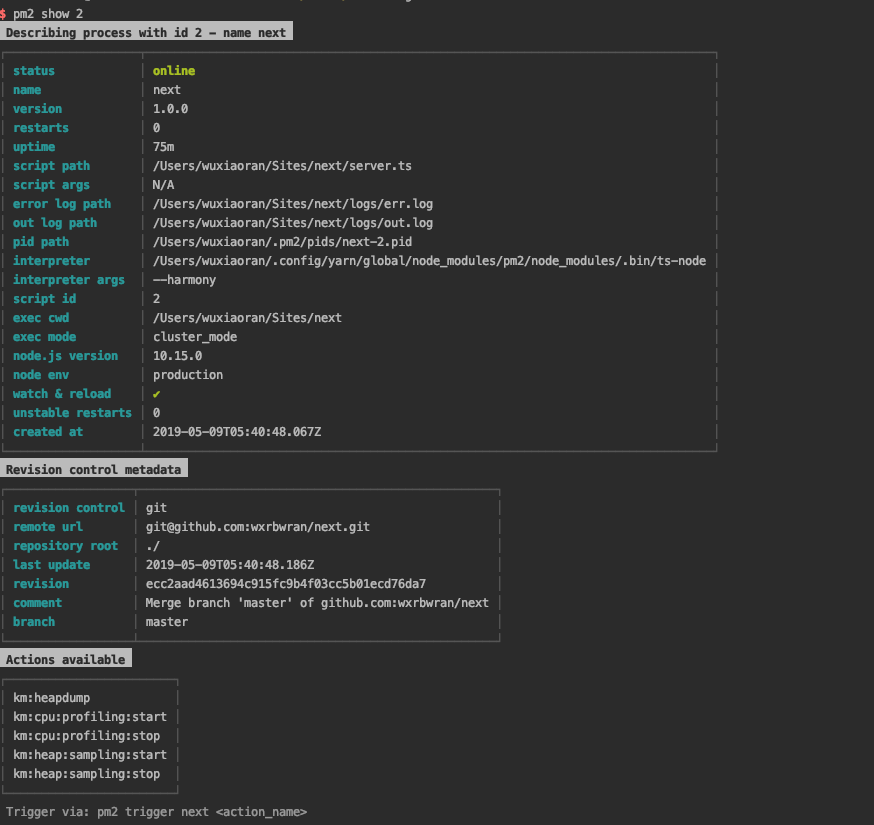 $ pm2 show 2
Describing process with id 2 - name next
status online
name next
version 1.0.0
restarts 0
uptime 75m
script path /Users/wuxiaoran/Sites/next/server.ts
script args N/A
error log path /Users/wuxiaoran/Sites/next/logs/err.log
out log path /Users/wuxiaoran/Sites/next/logs/out.log
pid path /Users/wuxiaoran/.pm2/pids/next-2.pid
interpreter /Users/wuxiaoran/.config/yarn/global/node_modules/pm2/node_modules/.bin/ts-node
interpreter args --harmony
script id 2
exec cwd /Users/wuxiaoran/Sites/next
exec mode cluster_mode
node.js version 10.15.0
node env production
watch & reload ✔
unstable restarts 0
created at 2019-05-09T05:40:48.067Z
Revision control metadata
revision control git
remote url git@github.com:wxrbwran/next.git
repository root ./
last update 2019-05-09T05:40:48.186Z
revision ecc2aad4613694c915fc9b4f03cc5b01ecd76da7
comment Merge branch 'master' of github.com:wxrbwran/next
branch master
Actions available
km:heapdump
km:cpu:profiling:start
km:cpu:profiling:stop
km:heap:sampling:start
km:heap:sampling:stop
Trigger via: pm2 trigger next <action_name>